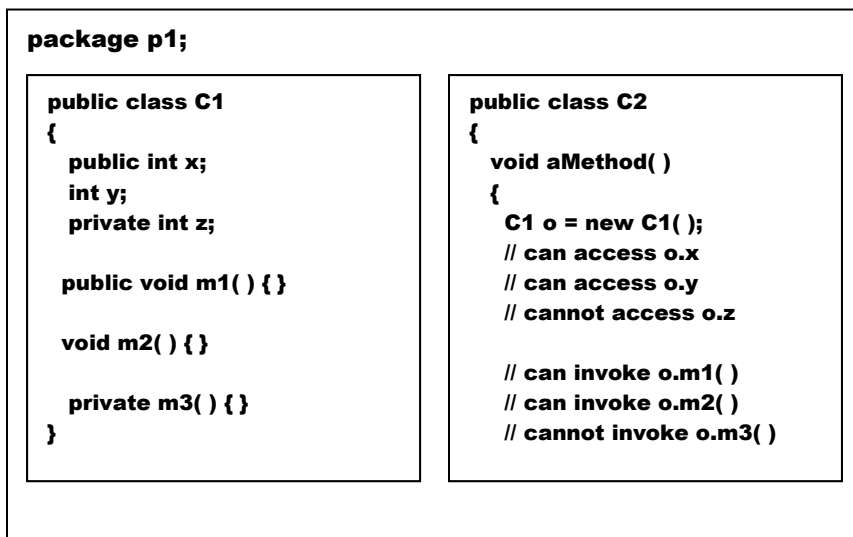 package p1;
public class C1
{
public int x;
int y;
private int z;
public void m1( ) { }
void m2( ) { }
private m3( ) { }
}
public class C2
{
void aMethod( )
{
C1 o = new C1( );
// can access o.x
// can access o.y
// cannot access o.z
// can invoke o.m1( )
// can invoke o.m2( )
// cannot invoke o.m3( )